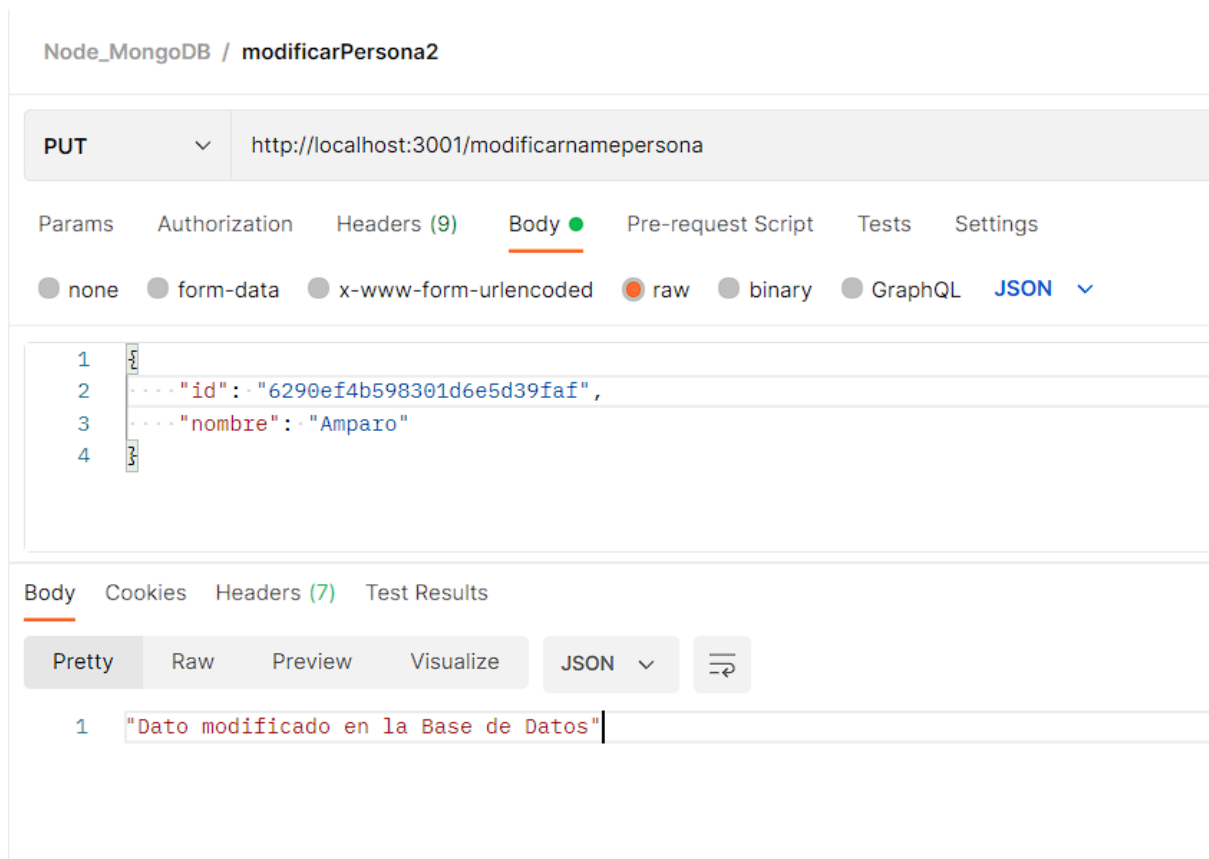 Node_MongoDB / modificarPersona2
PUT http://localhost:3001/modificarnamepersona
Params Authorization Headers (9) Body Pre-request Script Tests Settings
none form-data x-www-form-urlencoded raw binary GraphQL JSON
1 {
2 "id": "6290ef4b598301d6e5d39faf",
3 "nombre": "Amparo"
4 }
Body Cookies Headers (7) Test Results
Pretty Raw Preview Visualize JSON
1 "Dato modificado en la Base de Datos"